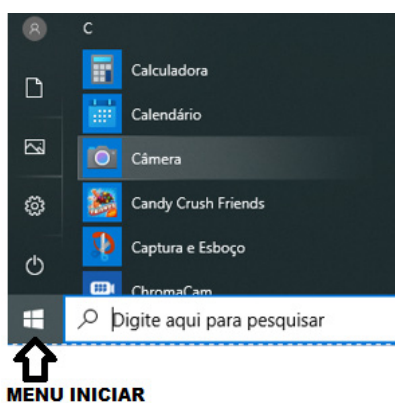 C
Calculadora
Calendário
Câmera
Candy Crush Friends
Captura e Esboço
ChromaCam
Digite aqui para pesquisar
MENU INICIAR